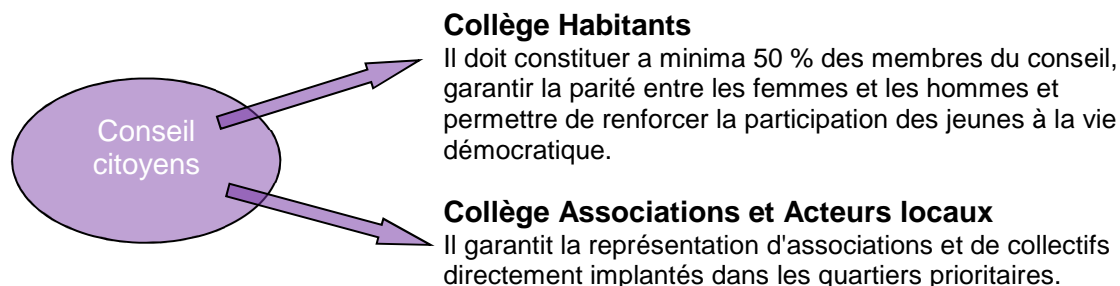 Conseil
citoyens
Collège Habitants
Il doit constituer a minima 50 % des membres du conseil,
garantir la parité entre les femmes et les hommes et
permettre de renforcer la participation des jeunes à la vie
démocratique.
Collège Associations et Acteurs locaux
Il garantit la représentation d'associations et de collectifs
directement implantés dans les quartiers prioritaires.